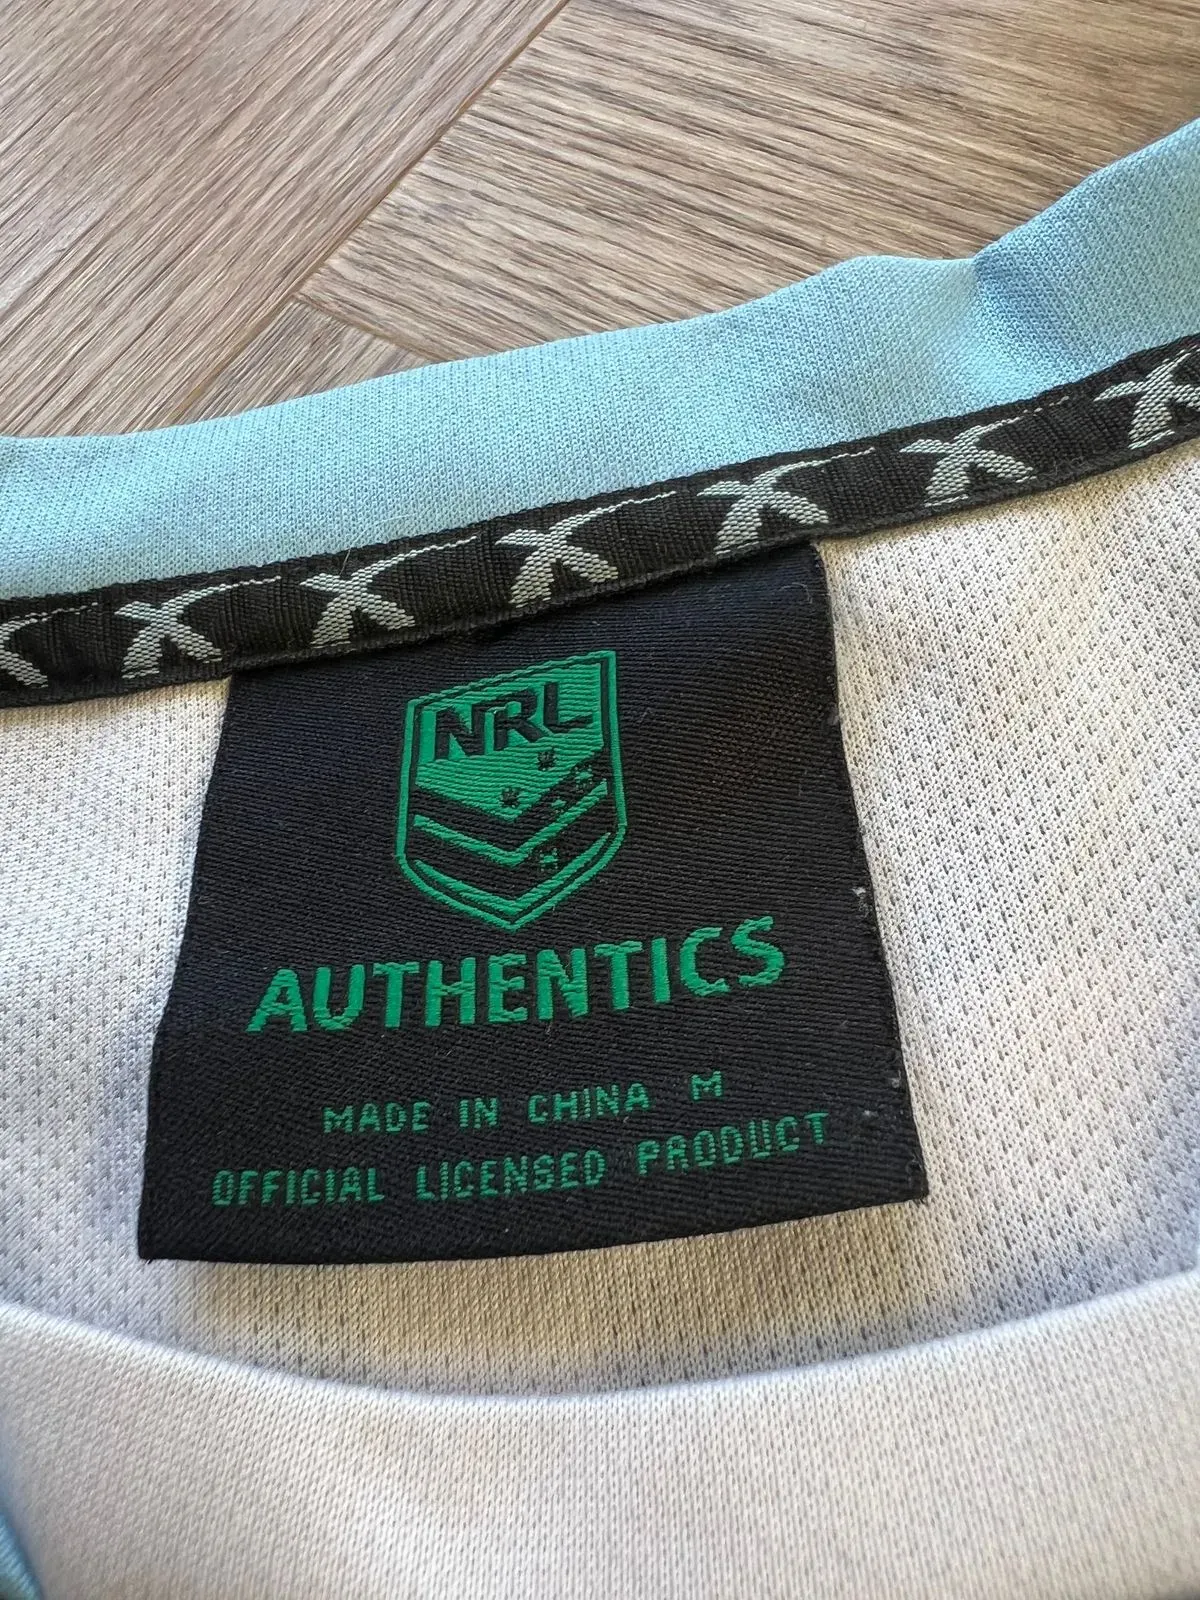 NRL
AUTHENTICS
MADE IN CHINA M
OFFICIAL LICENSED PRODUCT